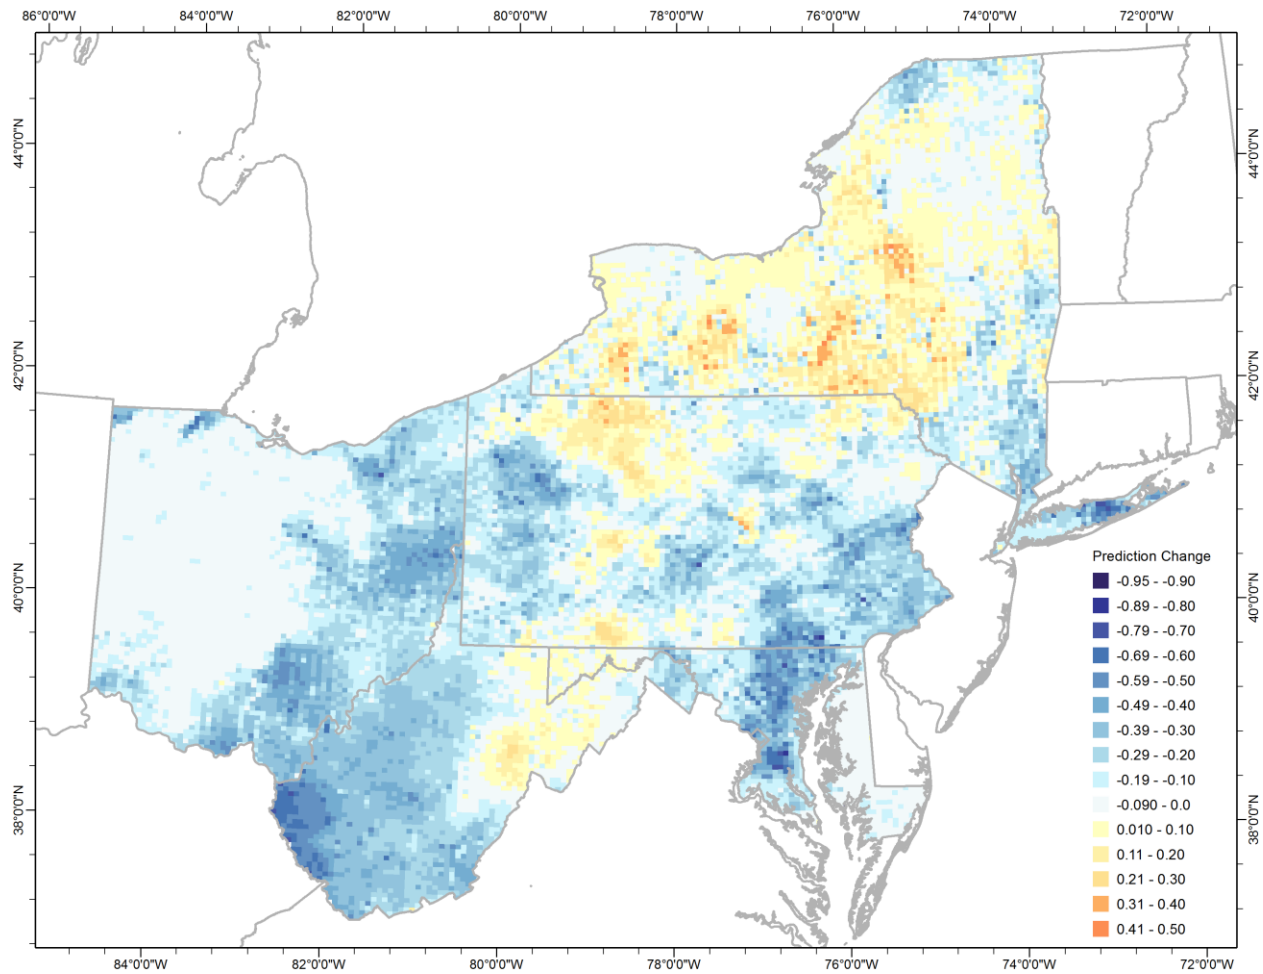 86°0'0"W 84°0'0"W 82°0'0"W 80°0'0"W 78°0'0"W 76°0'0"W 74°0'0"W 72°0'0"W
44°0'0"N 44°0'0"N
42°0'0"N 42°0'0"N
40°0'0"N 40°0'0"N
38°0'0"N 38°0'0"N
Prediction Change
-0.95 - -0.90
-0.89 - -0.80
-0.79 - -0.70
-0.69 - -0.60
-0.59 - -0.50
-0.49 - -0.40
-0.39 - -0.30
-0.29 - -0.20
-0.19 - -0.10
-0.090 - 0.0
0.010 - 0.10
0.11 - 0.20
0.21 - 0.30
0.31 - 0.40
0.41 - 0.50
84°0'0"W 82°0'0"W 80°0'0"W 78°0'0"W 76°0'0"W 74°0'0"W 72°0'0"W